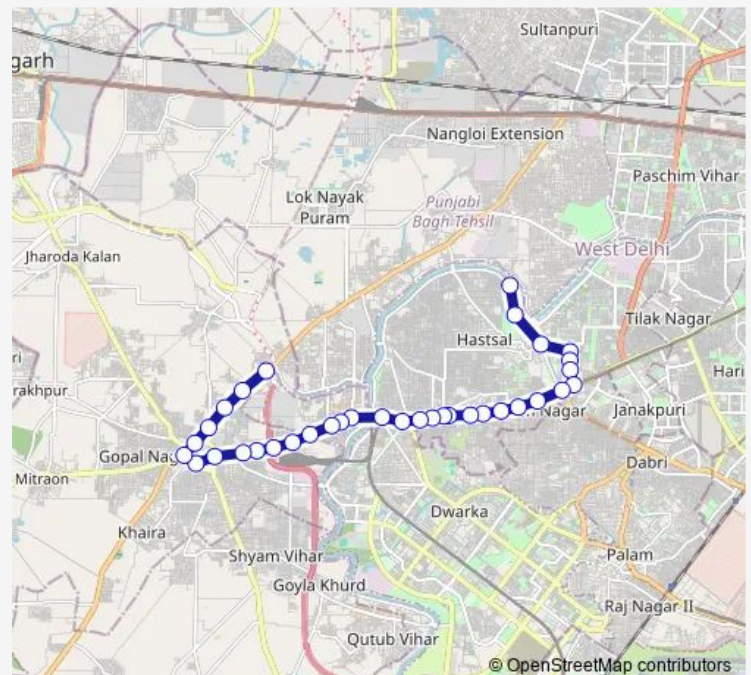 Sultanpuri
garh
Nangloi Extension
Paschim Vihar
Lok Nayak
Puram
Punjabi
Bagh Tehsil
West Delhi
Jharoda Kalan
Tilak Nagar
Hastsal
ri
Hari
rakhpur
Nagar
Janakpuri
Gopal Nag
Dabri
Mitraon
Dwarka
Khaira
Shyam Vihar
Palam
Goyla Khurd
Raj Nagar II
Qutub Vihar
© OpenStreetMap contributors